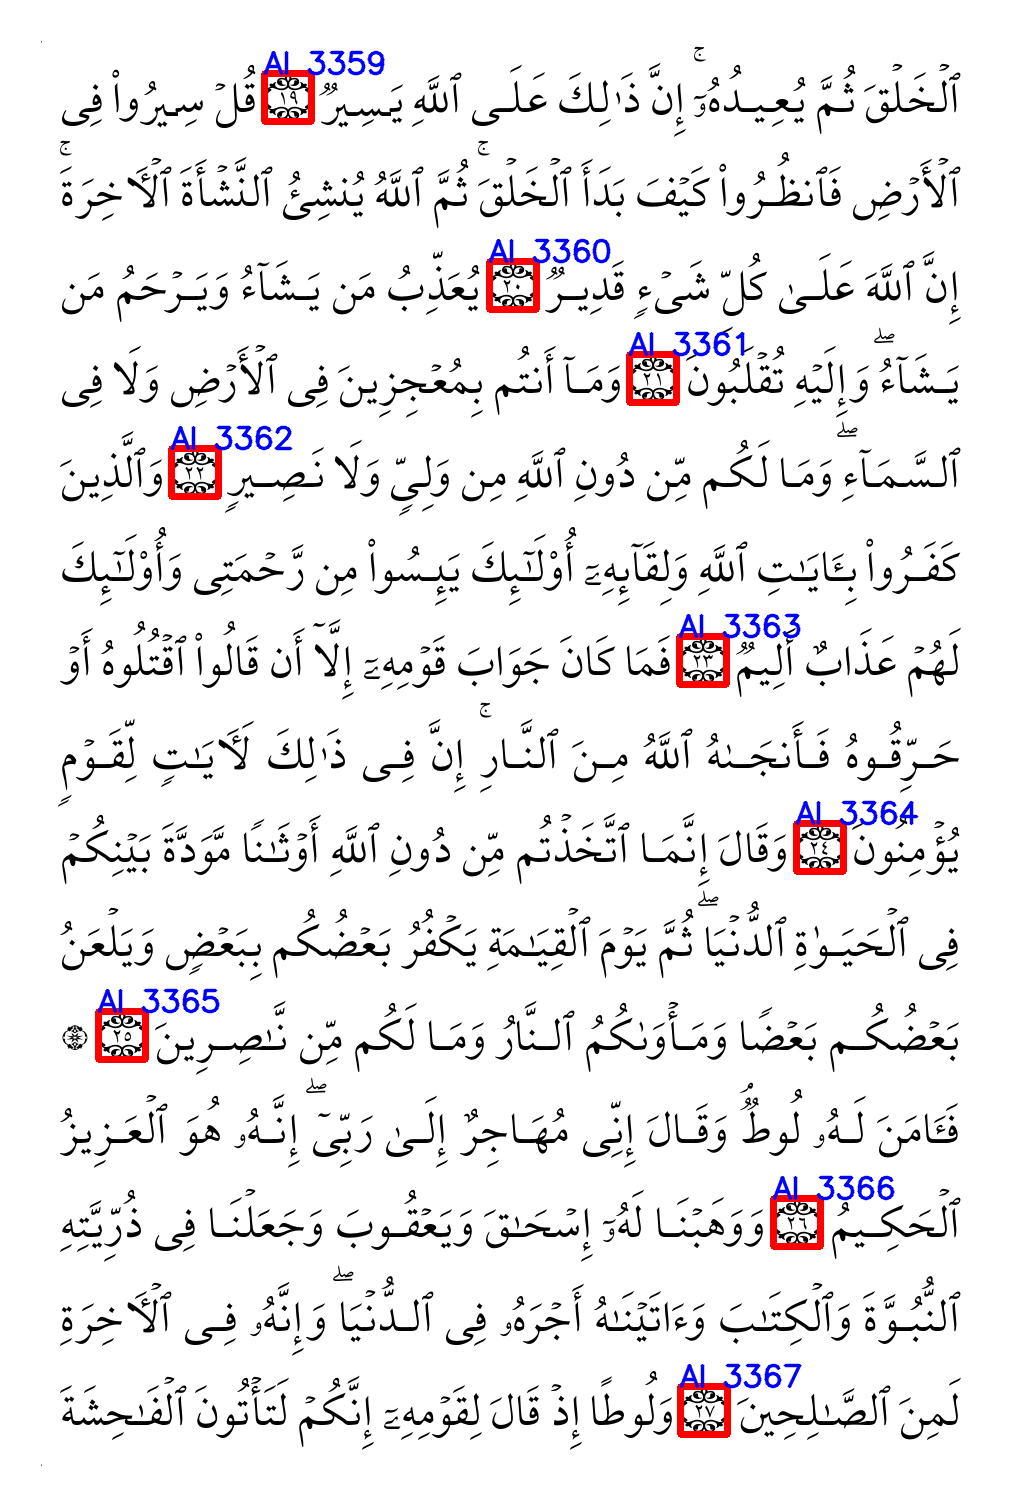 ٱلۡخَلۡقَ ثُمَّ يُعِيدُهُۥٓۚ إِنَّ ذَٰلِكَ عَلَى ٱللَّهِ يَسِيرٞ ١٩ AI_3359 قُلۡ سِيرُواْ فِي
ٱلۡأَرۡضِ فَٱنظُرُواْ كَيۡفَ بَدَأَ ٱلۡخَلۡقَۚ ثُمَّ ٱللَّهُ يُنشِئُ ٱلنَّشۡأَةَ ٱلۡأٓخِرَةَۚ
إِنَّ ٱللَّهَ عَلَىٰ كُلِّ شَيۡءٖ قَدِيرٞ ٢٠ AI_3360 يُعَذِّبُ مَن يَشَآءُ وَيَرۡحَمُ مَن
يَشَآءُۖ وَإِلَيۡهِ تُقۡلَبُونَ ٢١ AI_3361 وَمَآ أَنتُم بِمُعۡجِزِينَ فِي ٱلۡأَرۡضِ وَلَا فِي
ٱلسَّمَآءِۖ وَمَا لَكُم مِّن دُونِ ٱللَّهِ مِن وَلِيّٖ وَلَا نَصِيرٖ ٢٢ AI_3362 وَٱلَّذِينَ
كَفَرُواْ بِـَٔايَٰتِ ٱللَّهِ وَلِقَآئِهِۦٓ أُوْلَٰٓئِكَ يَئِسُواْ مِن رَّحۡمَتِي وَأُوْلَٰٓئِكَ
لَهُمۡ عَذَابٌ أَلِيمٞ ٢٣ AI_3363 فَمَا كَانَ جَوَابَ قَوۡمِهِۦٓ إِلَّآ أَن قَالُواْ ٱقۡتُلُوهُ أَوۡ
حَرِّقُوهُ فَأَنجَىٰهُ ٱللَّهُ مِنَ ٱلنَّارِۚ إِنَّ فِي ذَٰلِكَ لَأٓيَٰتٖ لِّقَوۡمٖ
يُؤۡمِنُونَ ٢٤ AI_3364 وَقَالَ إِنَّمَا ٱتَّخَذۡتُم مِّن دُونِ ٱللَّهِ أَوۡثَٰنٗا مَّوَدَّةَ بَيۡنِكُمۡ
فِي ٱلۡحَيَوٰةِ ٱلدُّنۡيَاۖ ثُمَّ يَوۡمَ ٱلۡقِيَٰمَةِ يَكۡفُرُ بَعۡضُكُم بِبَعۡضٖ وَيَلۡعَنُ
بَعۡضُكُم بَعۡضٗا وَمَأۡوَىٰكُمُ ٱلنَّارُ وَمَا لَكُم مِّن نَّٰصِرِينَ ٢٥ AI_3365 ۞
فَـَٔامَنَ لَهُۥ لُوطٞۘ وَقَالَ إِنِّي مُهَاجِرٌ إِلَىٰ رَبِّيٓۖ إِنَّهُۥ هُوَ ٱلۡعَزِيزُ
ٱلۡحَكِيمُ ٢٦ AI_3366 وَوَهَبۡنَا لَهُۥٓ إِسۡحَٰقَ وَيَعۡقُوبَ وَجَعَلۡنَا فِي ذُرِّيَّتِهِ
ٱلنُّبُوَّةَ وَٱلۡكِتَٰبَ وَءَاتَيۡنَٰهُ أَجۡرَهُۥ فِي ٱلدُّنۡيَاۖ وَإِنَّهُۥ فِي ٱلۡأٓخِرَةِ
لَمِنَ ٱلصَّٰلِحِينَ ٢٧ AI_3367 وَلُوطًا إِذۡ قَالَ لِقَوۡمِهِۦٓ إِنَّكُمۡ لَتَأۡتُونَ ٱلۡفَٰحِشَةَ